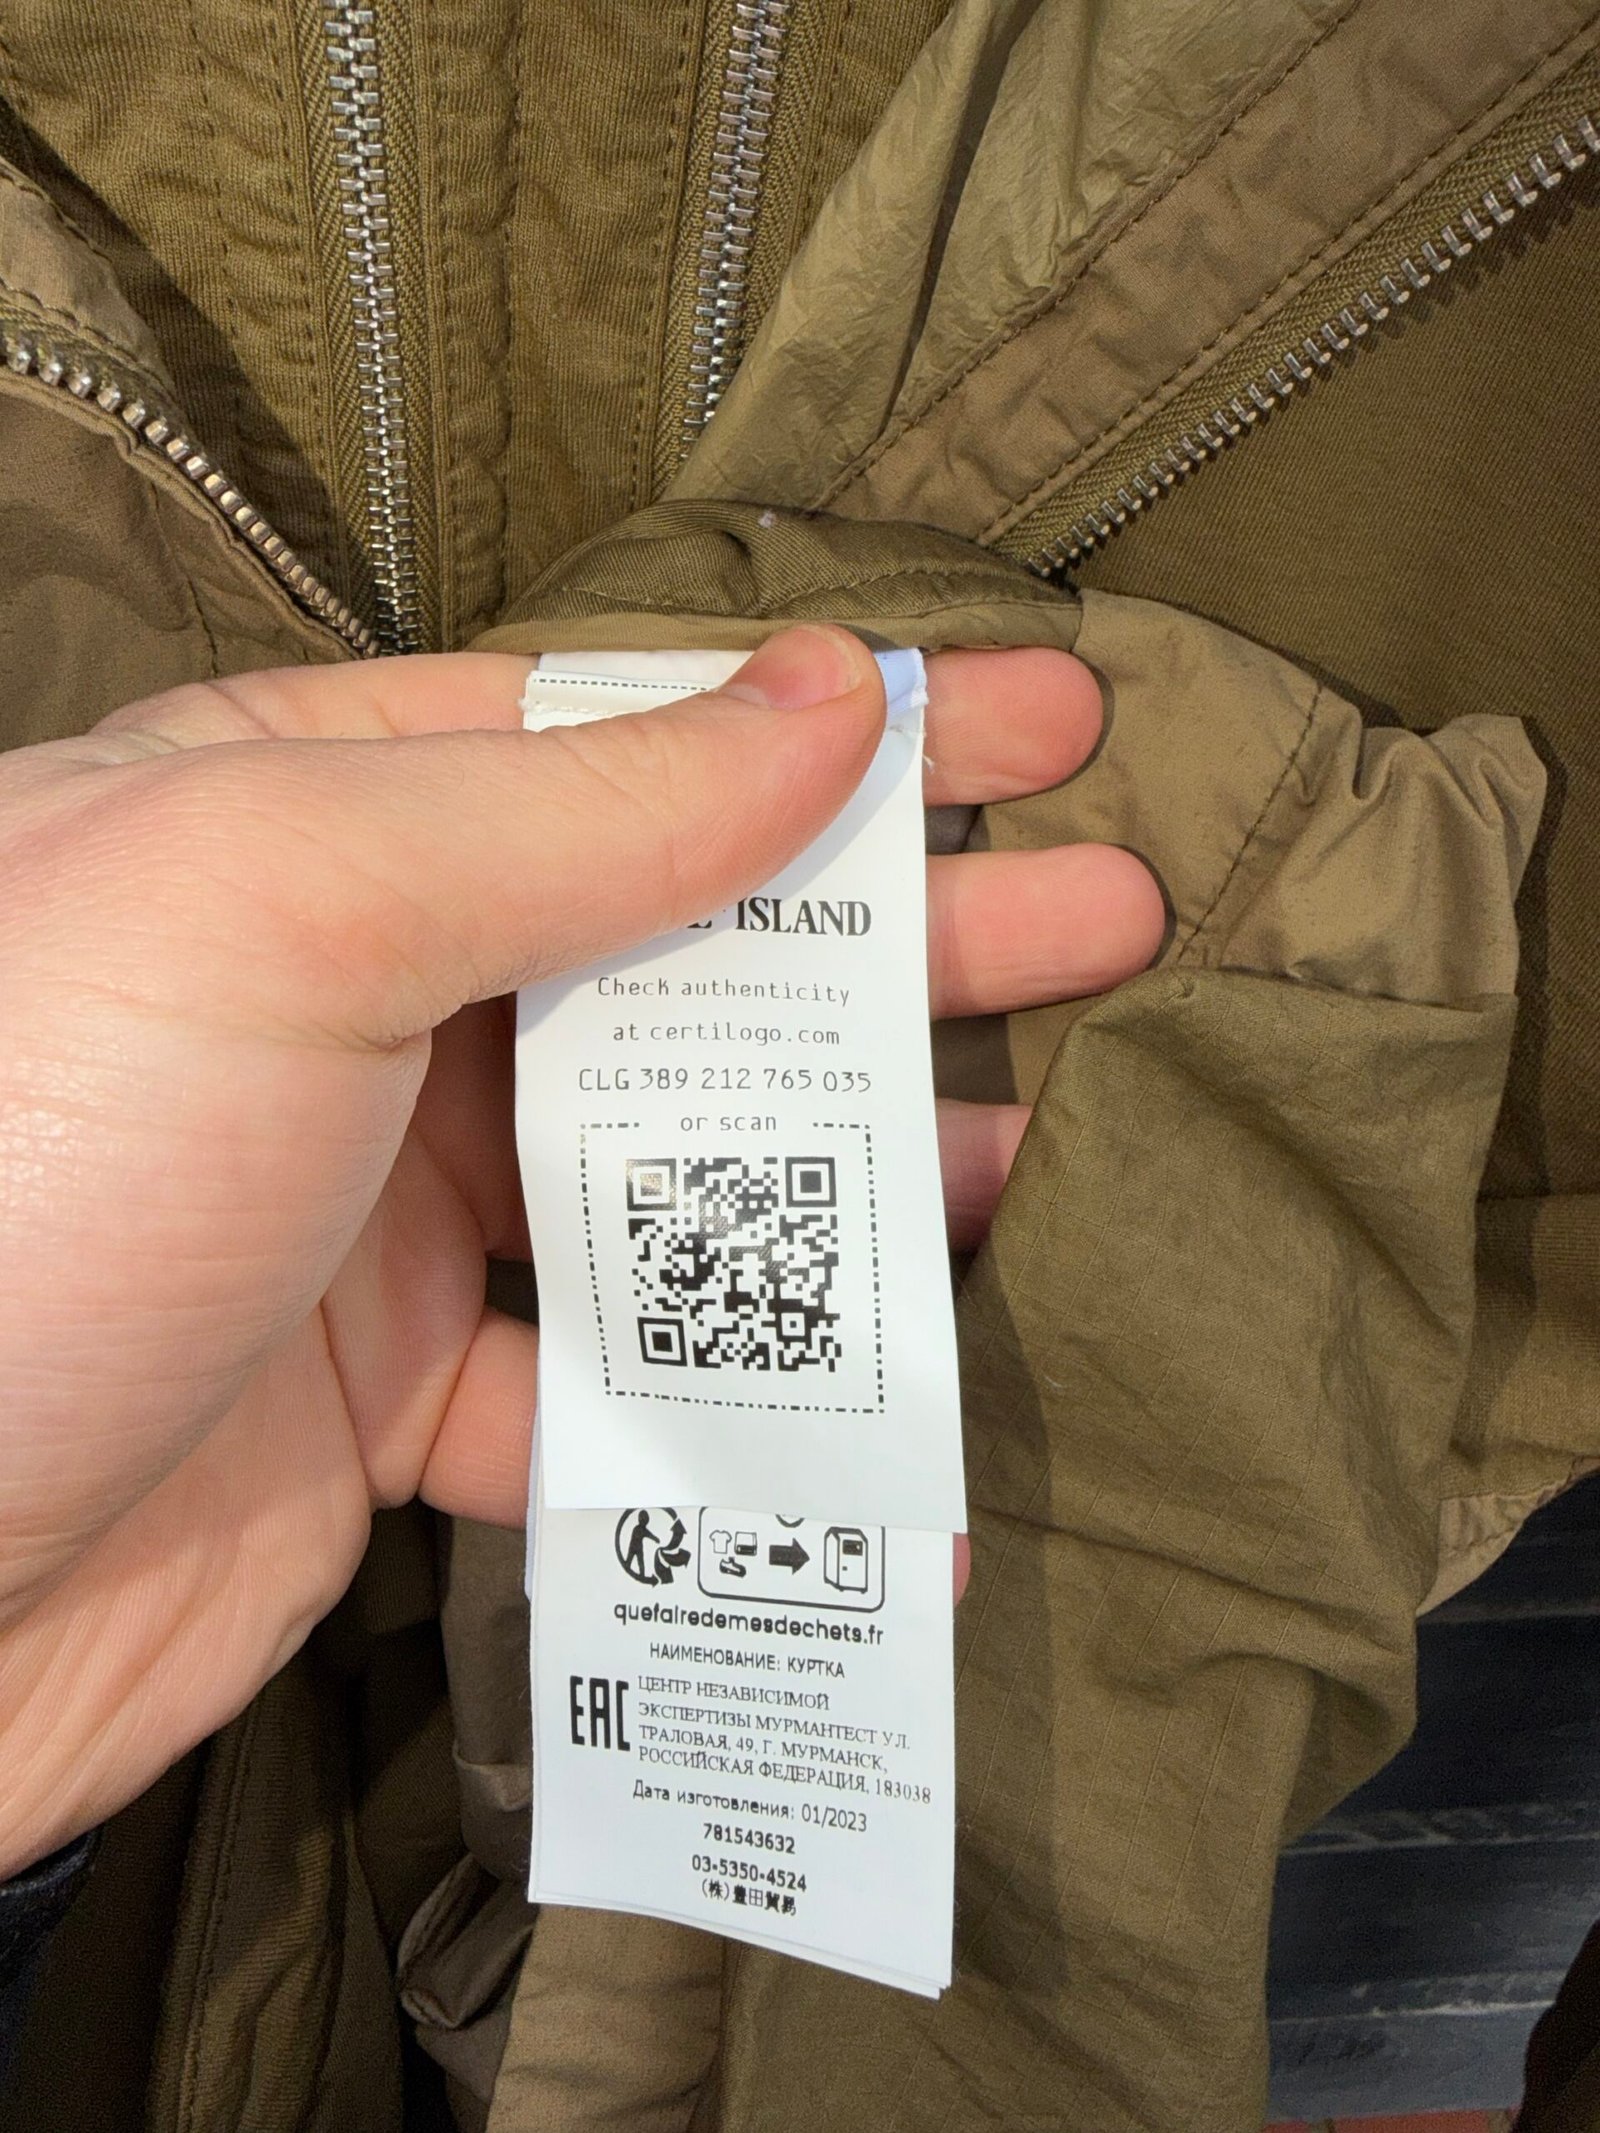 ISLAND
Check authenticity
at certilogo.com
CLG 389 212 765 035
or scan
quefairedemesdechets.fr
НАИМЕНОВАНИЕ: КУРТКА
EAC
ЦЕНТР НЕЗАВИСИМОЙ
ЭКСПЕРТИЗЫ МУРМАНТЕСТ УЛ.
ТРАЛОВАЯ, 49, Г. МУРМАНСК,
РОССИЙСКАЯ ФЕДЕРАЦИЯ, 183038
Дата изготовления: 01/2023
781543632
03-5350-4524
(株)豊田貿易